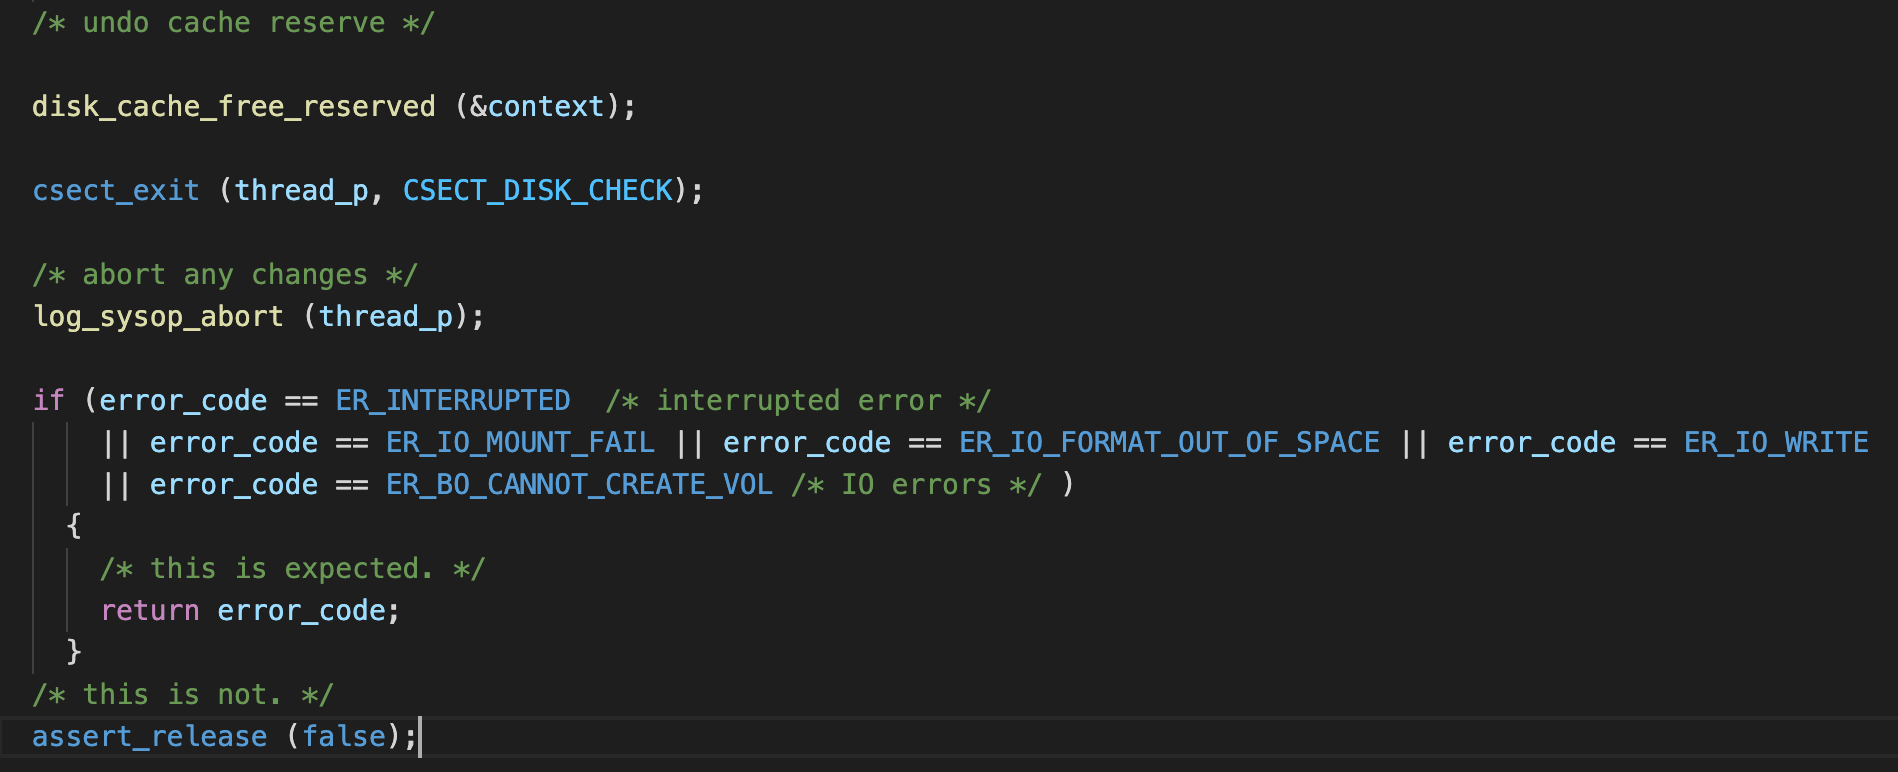 /* undo cache reserve */
disk_cache_free_reserved (&context);
csect_exit (thread_p, CSECT_DISK_CHECK);
/* abort any changes */
log_sysop_abort (thread_p);
if (error_code == ER_INTERRUPTED  /* interrupted error */
|| error_code == ER_IO_MOUNT_FAIL || error_code == ER_IO_FORMAT_OUT_OF_SPACE || error_code == ER_IO_WRITE
|| error_code == ER_BO_CANNOT_CREATE_VOL /* IO errors */ )
{
/* this is expected. */
return error_code;
}
/* this is not. */
assert_release (false);